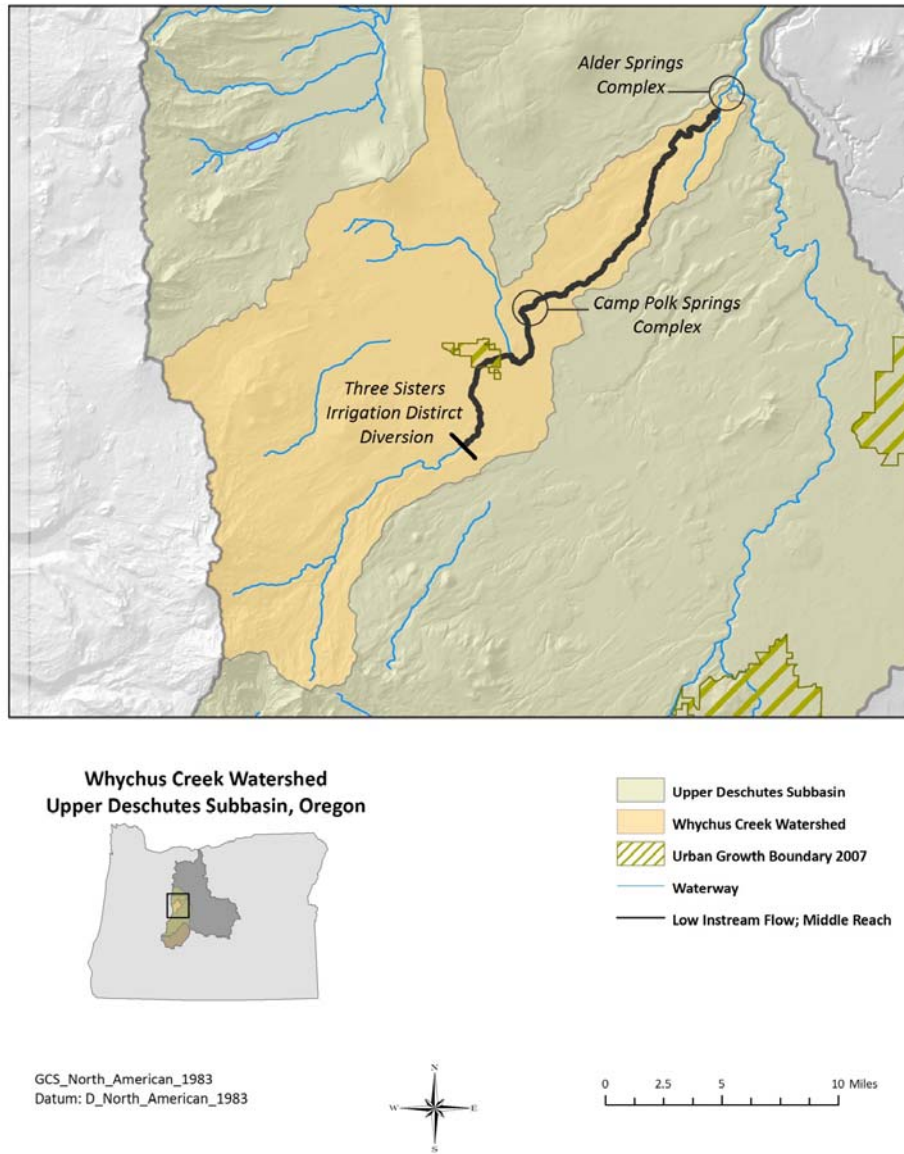 Alder Springs
Complex
Camp Polk Springs
Complex
Three Sisters
Irrigation Distirct
Diversion
Whychus Creek Watershed
Upper Deschutes Subbasin, Oregon
Upper Deschutes Subbasin
Whychus Creek Watershed
Urban Growth Boundary 2007
Waterway
Low Instream Flow; Middle Reach
GCS_North_American_1983
Datum: D_North_American_1983
N
W E
S
0 2.5 5 10 Miles